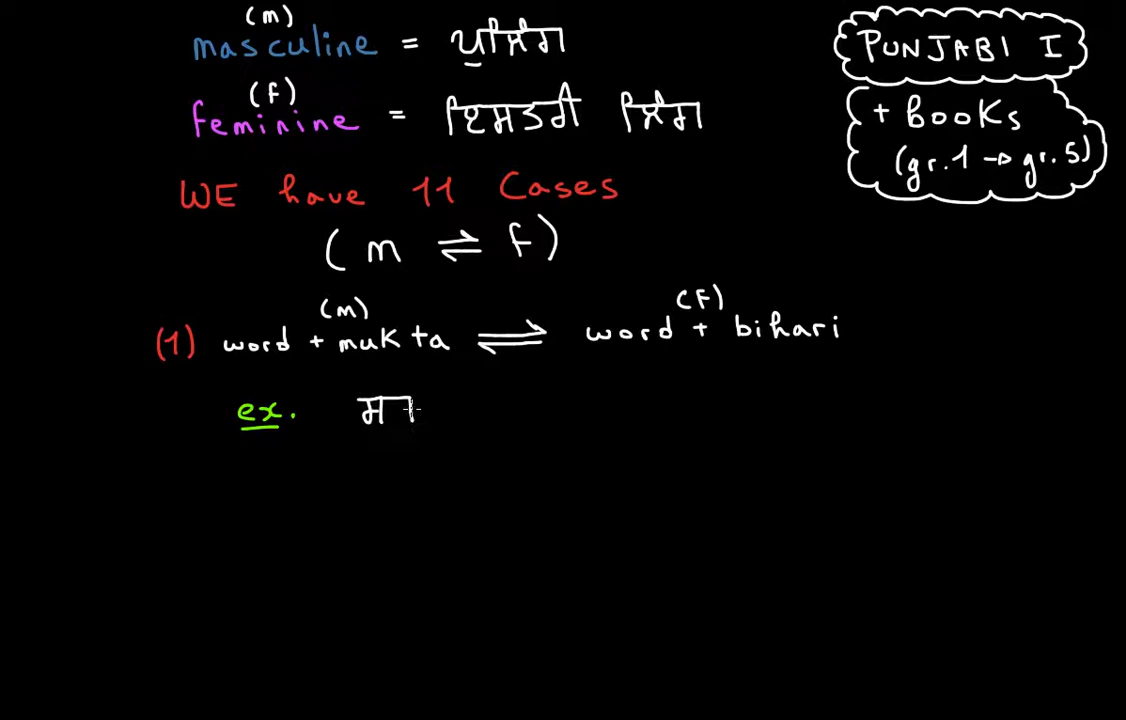 (m)
masculine = ਪੁਲਿੰਗ
(f)
feminine = ਇਸਤਰੀ ਲਿੰਗ
WE have 11 Cases
(m ⇌ f)
(m) (F)
(1) word + mukta ⇌ word + bihari
ex.
PUNJABI I
+ Books
(gr.1 → gr.5)